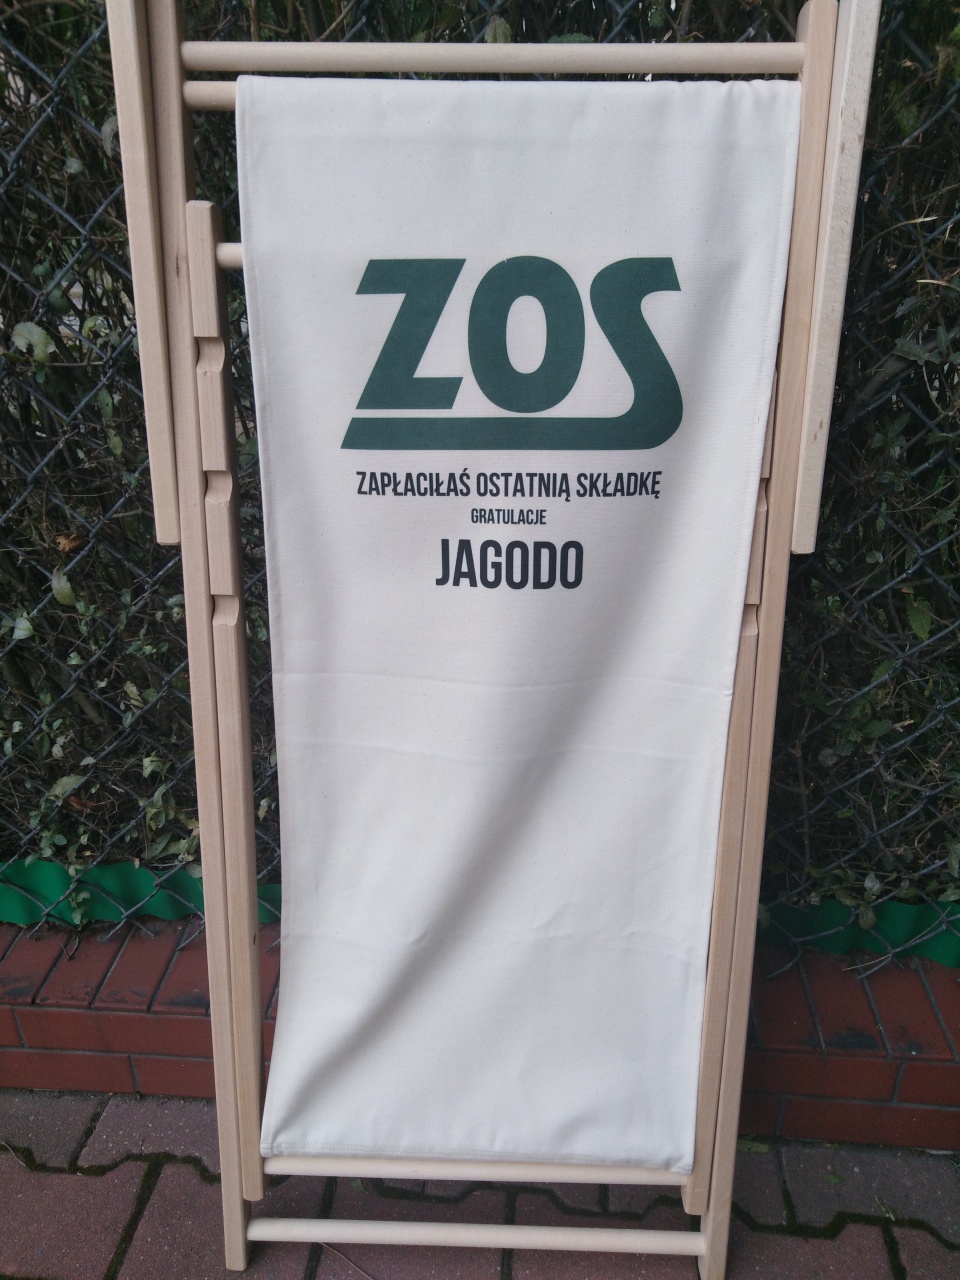 ZOS
ZAPŁACIŁAŚ OSTATNIĄ SKŁADKĘ
GRATULACJE
JAGODO